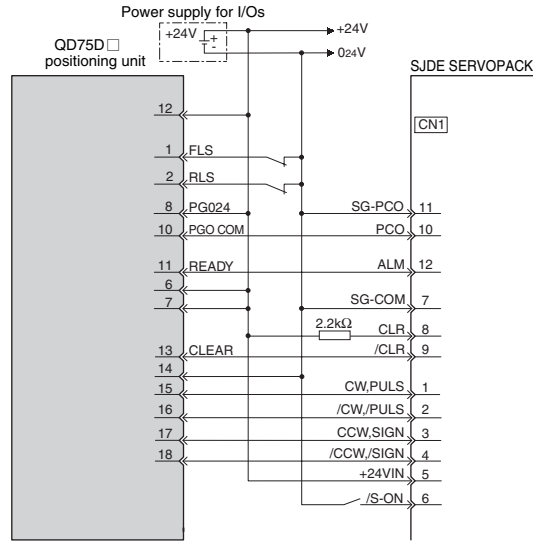 Power supply for I/Os
+24V
+
-
+24V
024V
QD75D□
positioning unit
SJDE SERVOPACK
CN1
12
1 FLS
2 RLS
8 PG024 SG-PCO 11
10 PGO COM PCO 10
11 READY ALM 12
6
7 SG-COM 7
2.2kΩ CLR 8
13 CLEAR /CLR 9
14
15 CW,PULS 1
16 /CW,/PULS 2
17 CCW,SIGN 3
18 /CCW,/SIGN 4
+24VIN 5
/S-ON 6